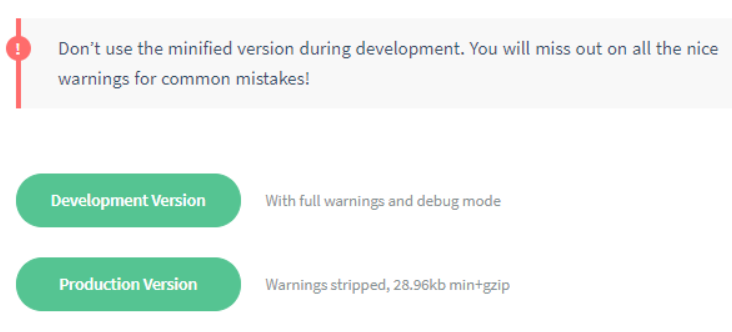 !
Don’t use the minified version during development. You will miss out on all the nice
warnings for common mistakes!
Development Version
With full warnings and debug mode
Production Version
Warnings stripped, 28.96kb min+gzip